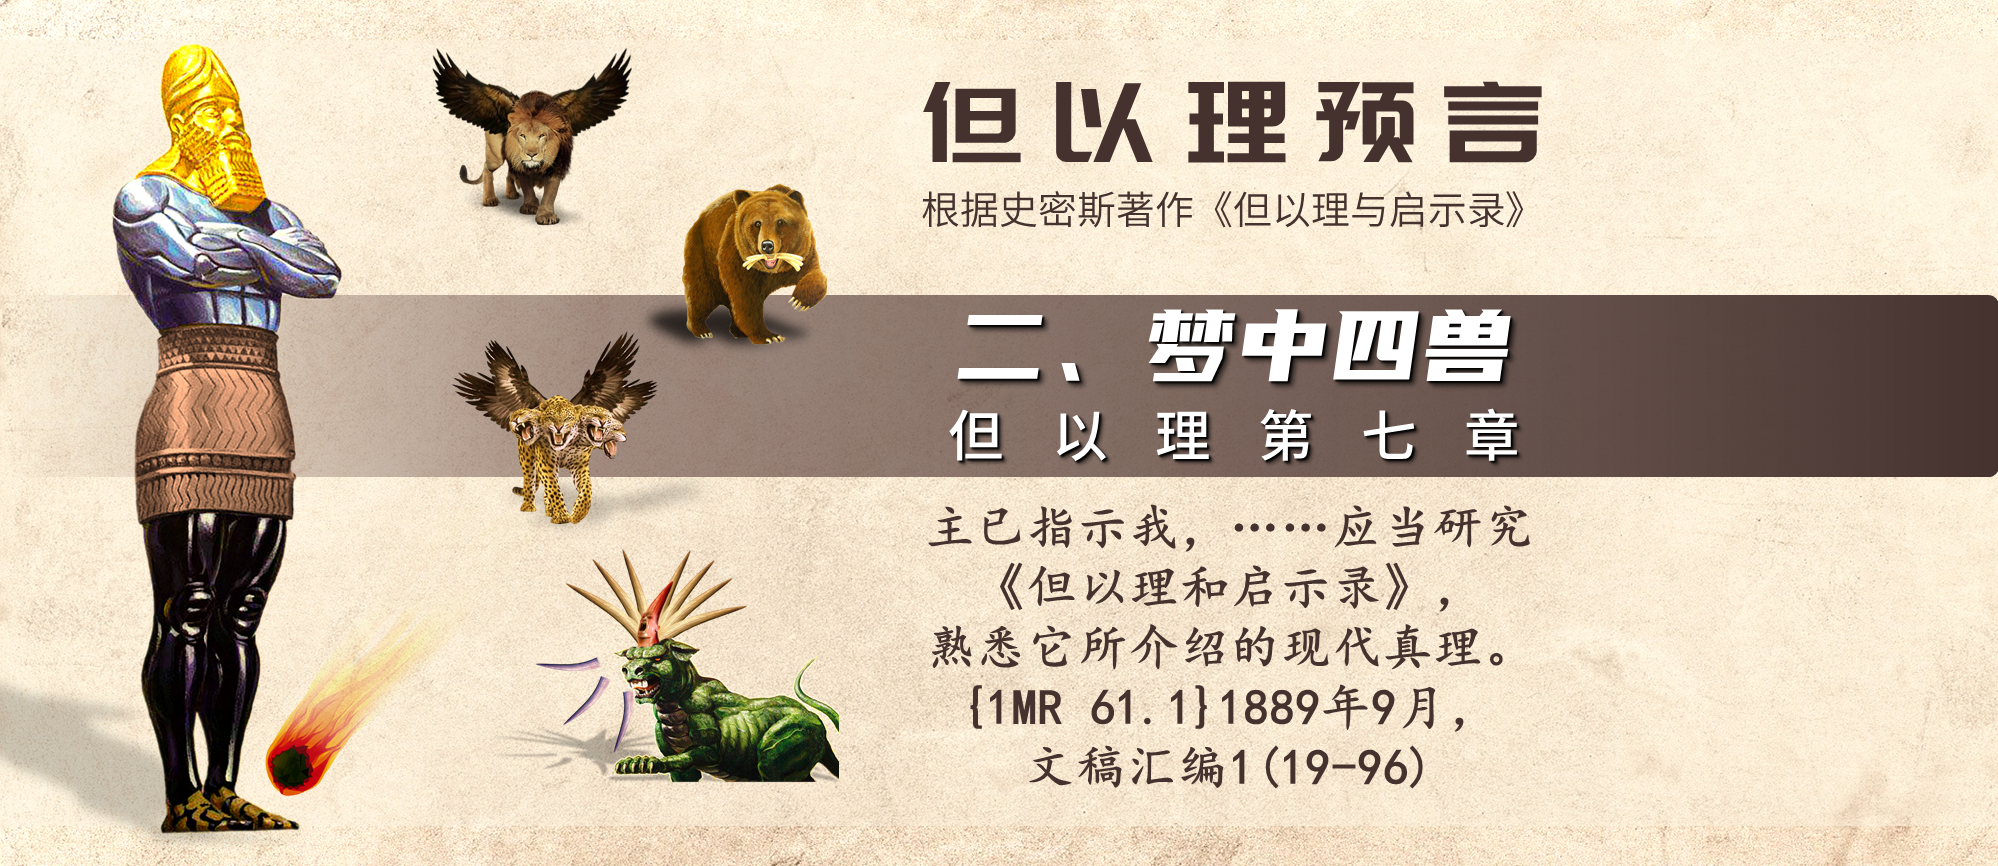 但以理预言
根据史密斯著作《但以理与启示录》
二、梦中四兽
但以理第七章
主已指示我，……应当研究
《但以理和启示录》，
熟悉它所介绍的现代真理。
{1MR 61.1}1889年9月，
文稿汇编1(19-96)